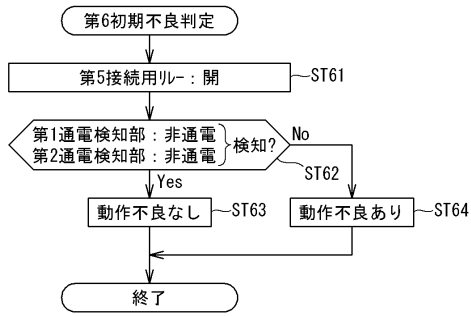 第6初期不良判定
第5接続用リレー：開
ST61
第1通電検知部：非通電
第2通電検知部：非通電
検知?
No
ST62
Yes
動作不良なし
ST63
動作不良あり
ST64
終了